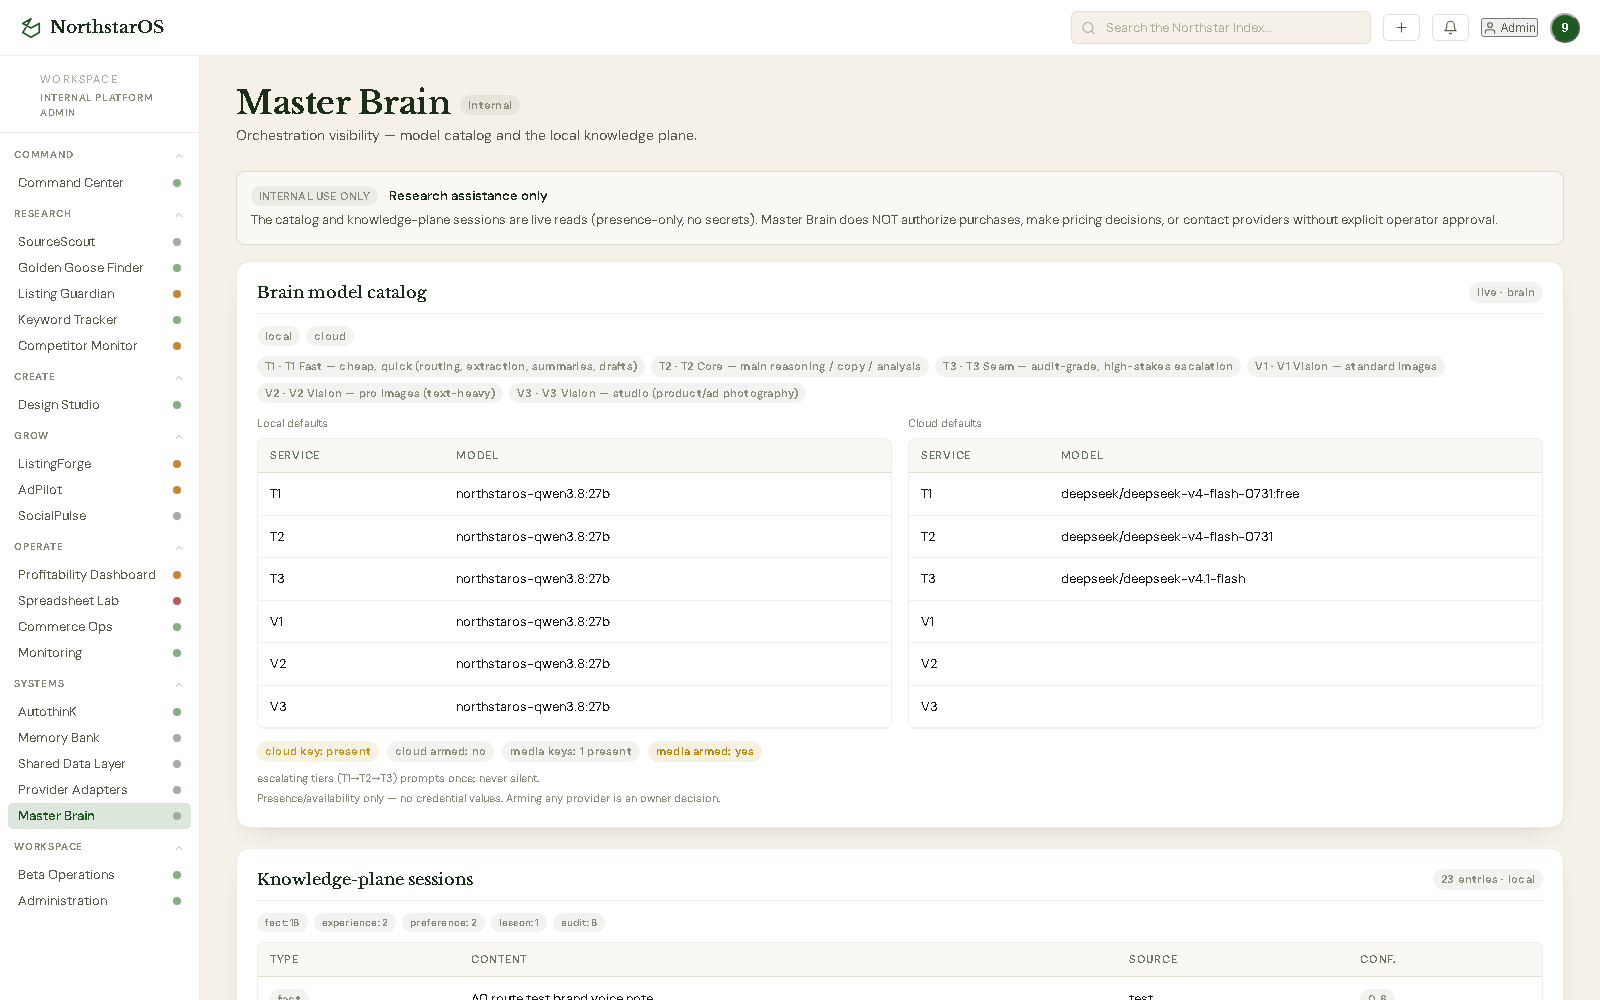 NorthstarOS
Search the Northstar Index...
Admin
9
WORKSPACE
INTERNAL PLATFORM
ADMIN
COMMAND
Command Center
RESEARCH
SourceScout
Golden Goose Finder
Listing Guardian
Keyword Tracker
Competitor Monitor
CREATE
Design Studio
GROW
ListingForge
AdPilot
SocialPulse
OPERATE
Profitability Dashboard
Spreadsheet Lab
Commerce Ops
Monitoring
SYSTEMS
AutothinK
Memory Bank
Shared Data Layer
Provider Adapters
Master Brain
WORKSPACE
Beta Operations
Administration
Master Brain Internal
Orchestration visibility — model catalog and the local knowledge plane.
INTERNAL USE ONLY Research assistance only
The catalog and knowledge-plane sessions are live reads (presence-only, no secrets). Master Brain does NOT authorize purchases, make pricing decisions, or contact providers without explicit operator approval.
Brain model catalog live · brain
local cloud
T1 · T1 Fast — cheap, quick (routing, extraction, summaries, drafts) T2 · T2 Core — main reasoning / copy / analysis T3 · T3 Seam — audit-grade, high-stakes escalation V1 · V1 Vision — standard images
V2 · V2 Vision — pro images (text-heavy) V3 · V3 Vision — studio (product/ad photography)
Local defaults
SERVICE MODEL
T1 northstaros-qwen3.8:27b
T2 northstaros-qwen3.8:27b
T3 northstaros-qwen3.8:27b
V1 northstaros-qwen3.8:27b
V2 northstaros-qwen3.8:27b
V3 northstaros-qwen3.8:27b
Cloud defaults
SERVICE MODEL
T1 deepseek/deepseek-v4-flash-0731:free
T2 deepseek/deepseek-v4-flash-0731
T3 deepseek/deepseek-v4.1-flash
V1
V2
V3
cloud key: present cloud armed: no media keys: 1 present media armed: yes
escalating tiers (T1→T2→T3) prompts once; never silent.
Presence/availability only — no credential values. Arming any provider is an owner decision.
Knowledge-plane sessions 23 entries · local
fact: 18 experience: 2 preference: 2 lesson: 1 audit: 8
TYPE CONTENT SOURCE CONF.
fact A0 route test brand voice note test 0.6